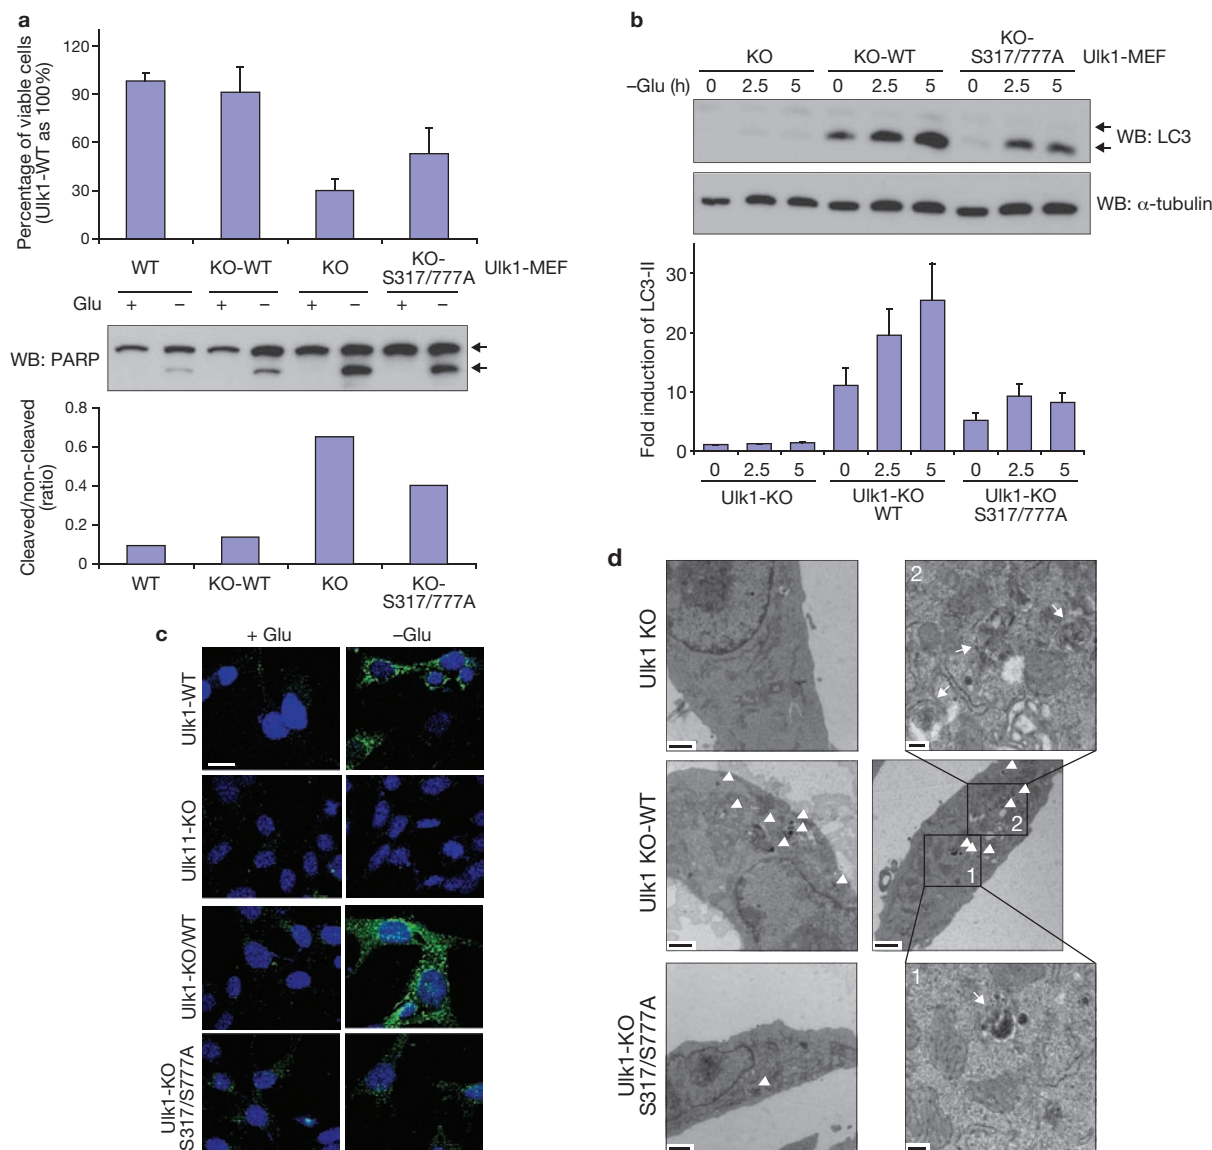 a
Percentage of viable cells
(Ulk1-WT as 100%)
120
90
60
30
0
WT
KO-WT
KO
KO-
S317/777A
Ulk1-MEF
Glu
+ − + − + − + −
WB: PARP
Cleaved/non-cleaved
(ratio)
0.8
0.6
0.4
0.2
0
WT
KO-WT
KO
KO-
S317/777A
b
KO
KO-WT
KO-
S317/777A
Ulk1-MEF
–Glu (h)
0 2.5 5 0 2.5 5 0 2.5 5
WB: LC3
WB: α-tubulin
Fold induction of LC3-II
30
20
10
0
0 2.5 5 0 2.5 5 0 2.5 5
Ulk1-KO
Ulk1-KO
WT
Ulk1-KO
S317/777A
c
+ Glu
–Glu
Ulk1-WT
Ulk11-KO
Ulk1-KO/WT
Ulk1-KO
S317/S777A
d
Ulk1 KO
2
Ulk1 KO-WT
2
1
Ulk1-KO
S317/S777A
1